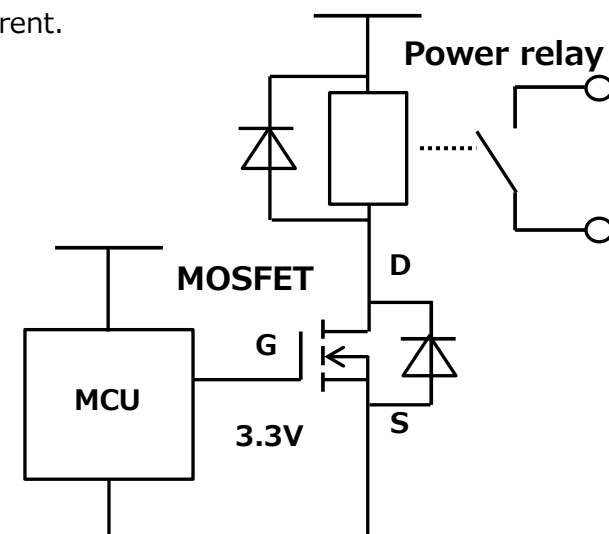 rent.
Power relay
MOSFET
D
G
MCU
S
3.3V